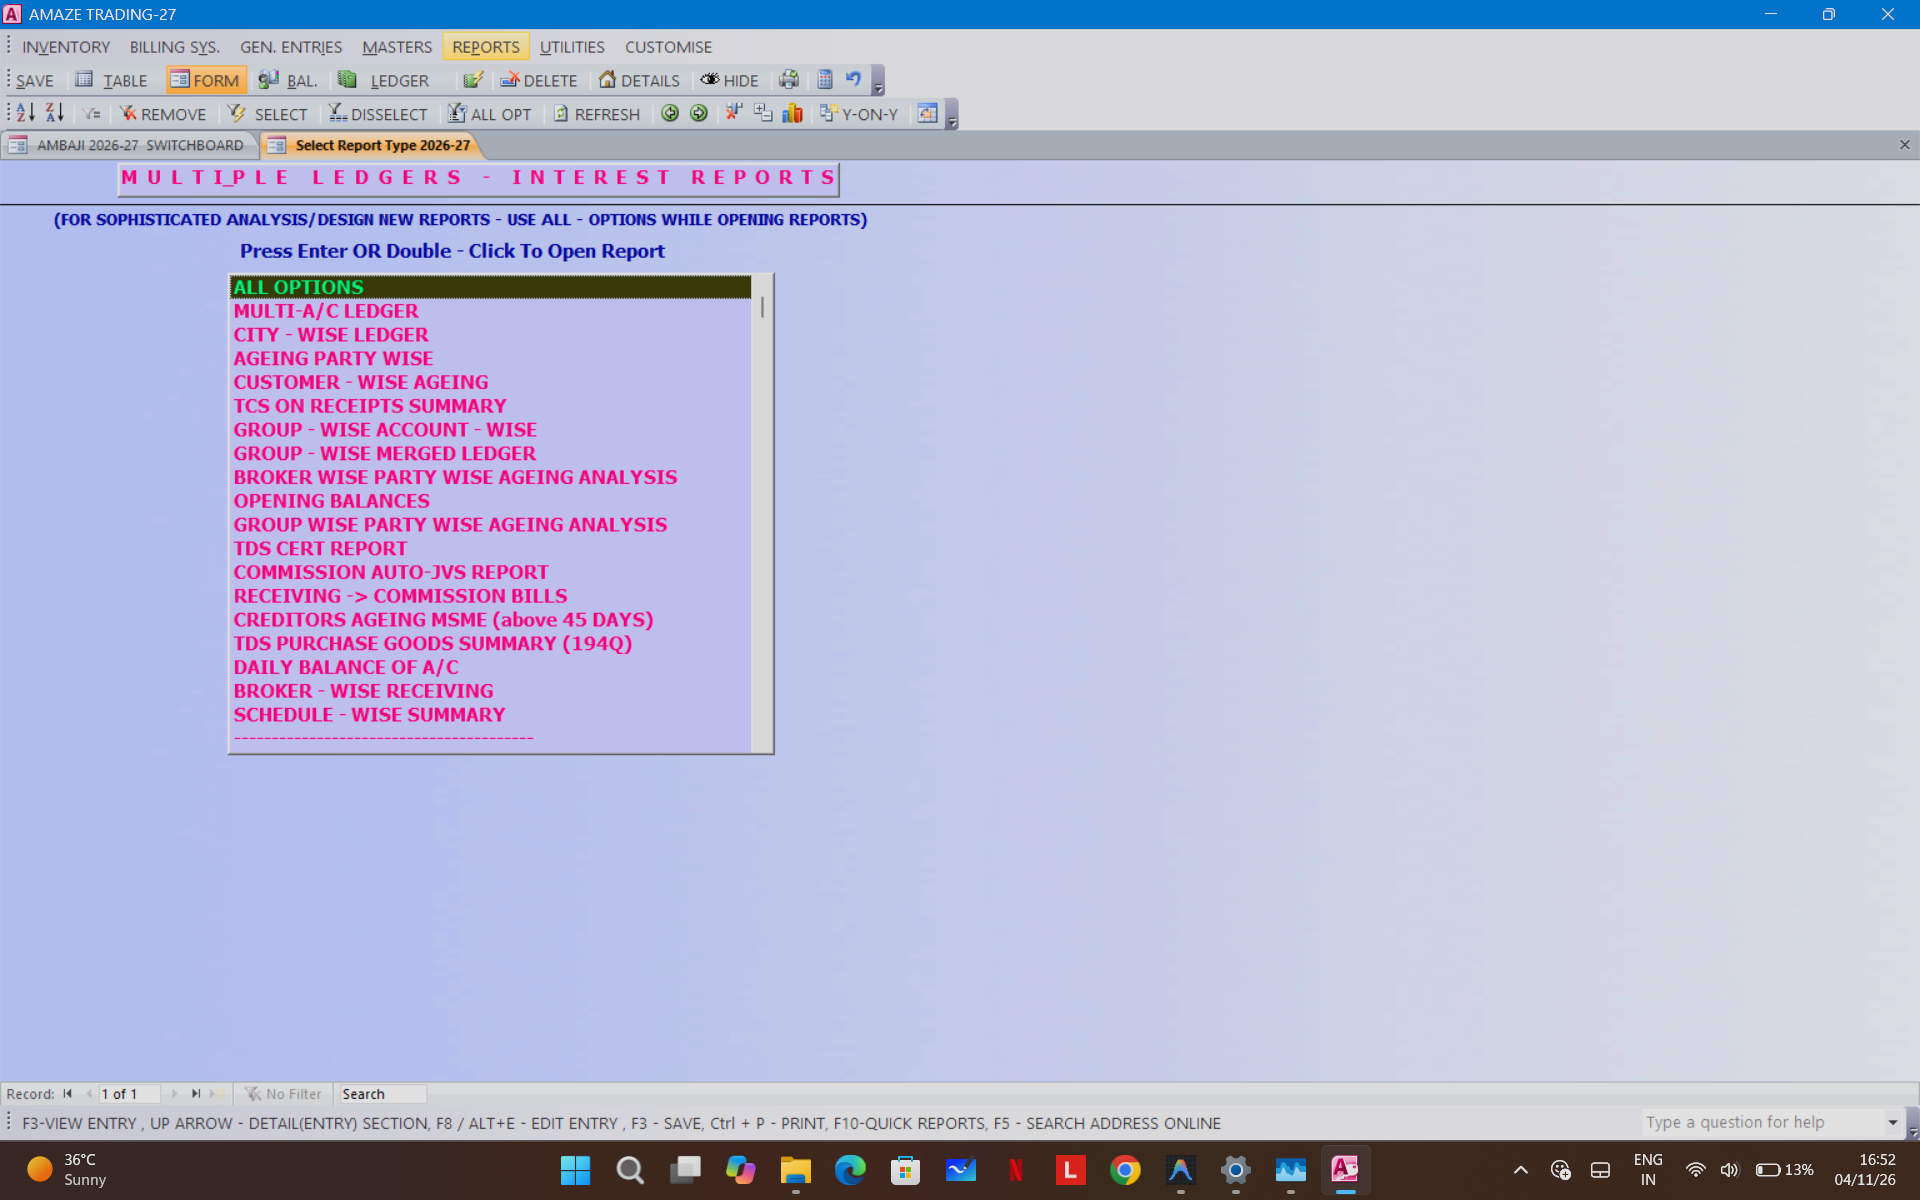 AMAZE TRADING-27
INVENTORY BILLING SYS. GEN. ENTRIES MASTERS REPORTS UTILITIES CUSTOMISE
SAVE TABLE FORM BAL. LEDGER DELETE DETAILS HIDE
REMOVE SELECT DISSELECT ALL OPT REFRESH Y-ON-Y
AMBAJI 2026-27 SWITCHBOARD Select Report Type 2026-27
MULTI_PLE LEDGERS - INTEREST REPORTS
(FOR SOPHISTICATED ANALYSIS/DESIGN NEW REPORTS - USE ALL - OPTIONS WHILE OPENING REPORTS)
Press Enter OR Double - Click To Open Report
ALL OPTIONS
MULTI-A/C LEDGER
CITY - WISE LEDGER
AGEING PARTY WISE
CUSTOMER - WISE AGEING
TCS ON RECEIPTS SUMMARY
GROUP - WISE ACCOUNT - WISE
GROUP - WISE MERGED LEDGER
BROKER WISE PARTY WISE AGEING ANALYSIS
OPENING BALANCES
GROUP WISE PARTY WISE AGEING ANALYSIS
TDS CERT REPORT
COMMISSION AUTO-JVS REPORT
RECEIVING -> COMMISSION BILLS
CREDITORS AGEING MSME (above 45 DAYS)
TDS PURCHASE GOODS SUMMARY (194Q)
DAILY BALANCE OF A/C
BROKER - WISE RECEIVING
SCHEDULE - WISE SUMMARY
----------------------------------------
Record: 1 of 1 No Filter Search
F3-VIEW ENTRY , UP ARROW - DETAIL(ENTRY) SECTION, F8 / ALT+E - EDIT ENTRY , F3 - SAVE, Ctrl + P - PRINT, F10-QUICK REPORTS, F5 - SEARCH ADDRESS ONLINE
Type a question for help
36°C
Sunny
ENG
IN
13%
16:52
04/11/26